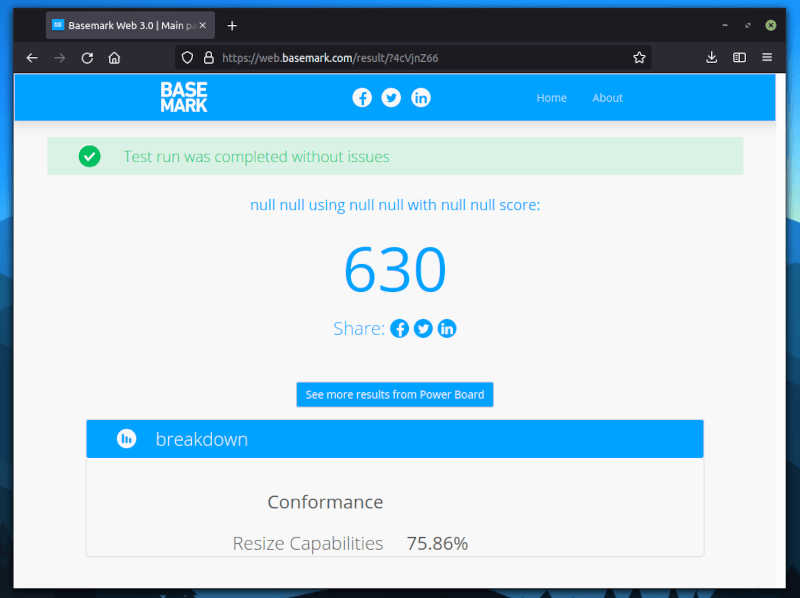 Basemark Web 3.0 | Main pa
https://web.basemark.com/result/?4cVjnZ66
BASE
MARK
Home About
Test run was completed without issues
null null using null null with null null score:
630
Share:
See more results from Power Board
breakdown
Conformance
Resize Capabilities 75.86%